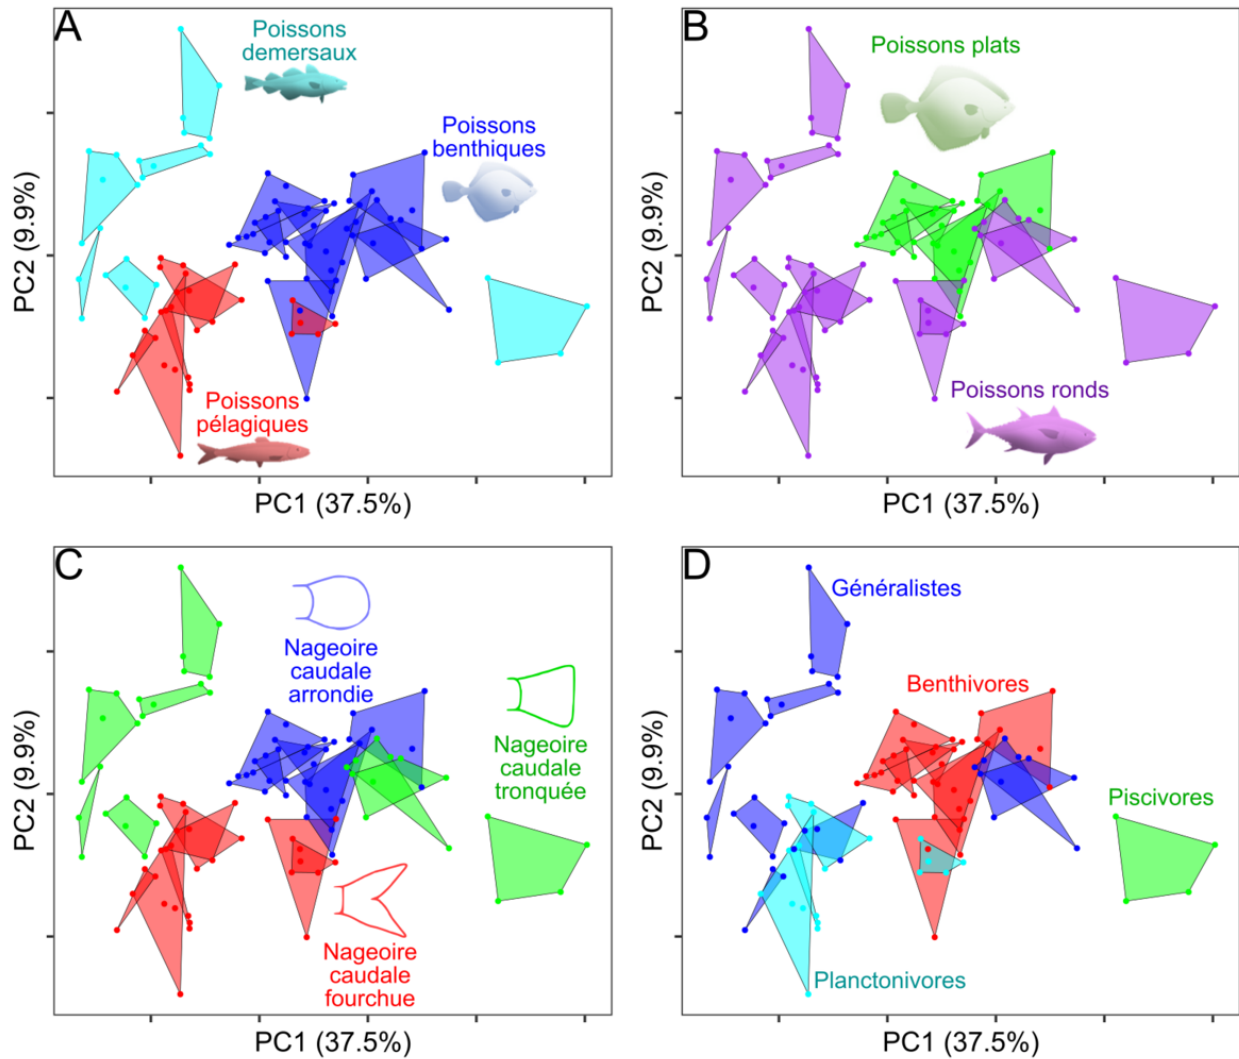 A
Poissons
demersaux
Poissons
benthiques
Poissons
pélagiques
PC2 (9.9%)
PC1 (37.5%)
B
Poissons plats
Poissons ronds
PC2 (9.9%)
PC1 (37.5%)
C
Nageoire
caudale
arrondie
Nageoire
caudale
tronquée
Nageoire
caudale
fourchue
PC2 (9.9%)
PC1 (37.5%)
D
Généralistes
Benthivores
Piscivores
Planctonivores
PC2 (9.9%)
PC1 (37.5%)